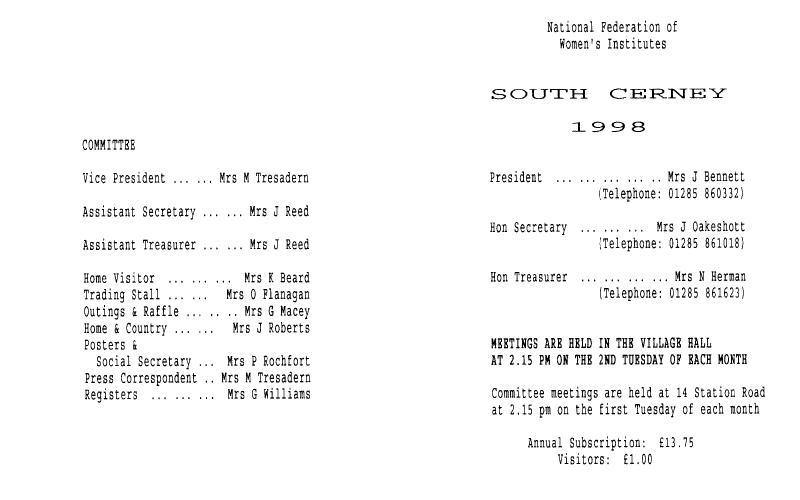 COMMITTEE
Vice President ... ... Mrs M Tresadern
Assistant Secretary ... ... Mrs J Reed
Assistant Treasurer ... ... Mrs J Reed
Home Visitor ... ... ... Mrs K Beard
Trading Stall ... ... Mrs O Flanagan
Outings & Raffle ... .. .. Mrs G Macey
Home & Country ... ... Mrs J Roberts
Posters &
Social Secretary ... Mrs P Rochfort
Press Correspondent .. Mrs M Tresadern
Registers ... ... ... Mrs G Williams
National Federation of
Women's Institutes
SOUTH CERNEY
1998
President ... ... ... ... .. Mrs J Bennett
(Telephone: 01285 860332)
Hon Secretary ... ... ... Mrs J Oakeshott
(Telephone: 01285 861018)
Hon Treasurer ... ... ... ... Mrs N Herman
(Telephone: 01285 861623)
MEETINGS ARE HELD IN THE VILLAGE HALL
AT 2.15 PM ON THE 2ND TUESDAY OF EACH MONTH
Committee meetings are held at 14 Station Road
at 2.15 pm on the first Tuesday of each month
Annual Subscription: £13.75
Visitors: £1.00